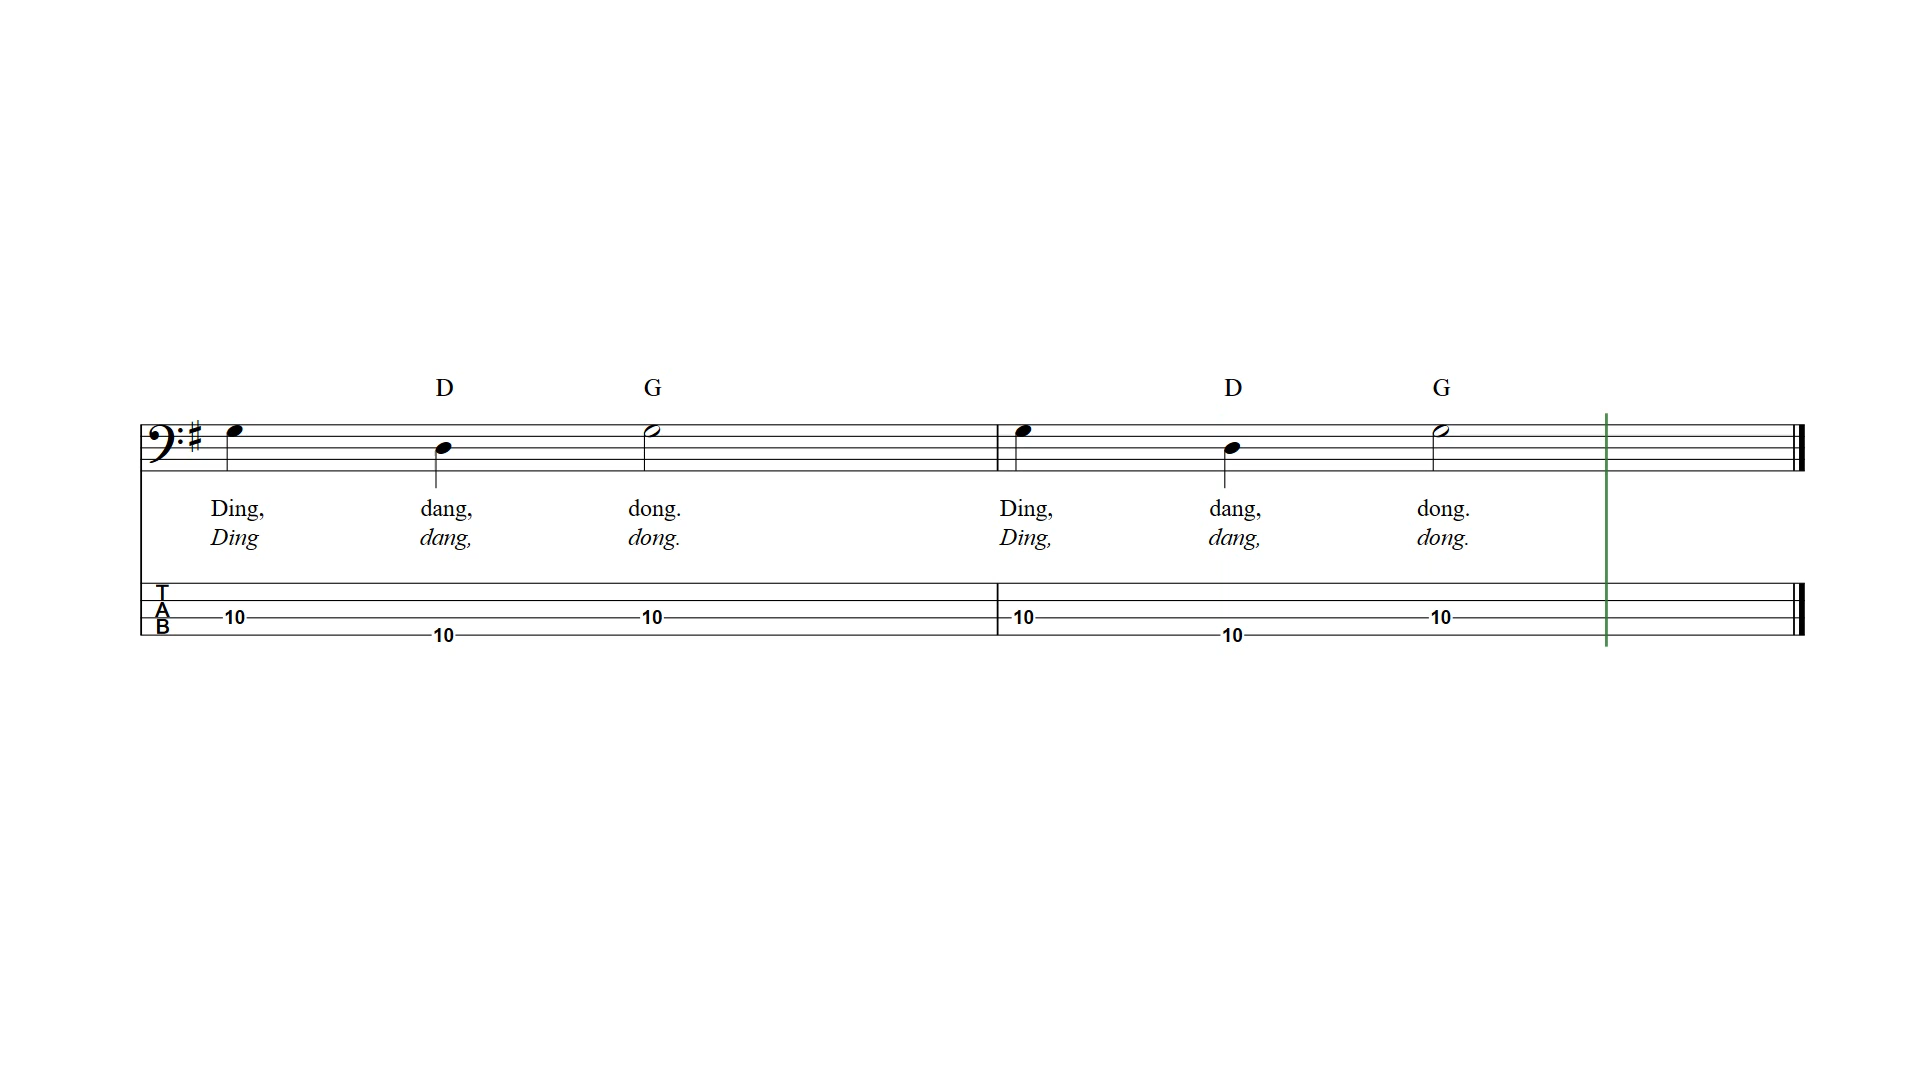 D G D G
Ding, dang, dong. Ding, dang, dong.
Ding dang, dong. Ding, dang, dong.
T
A
B
10 10 10 10
10 10